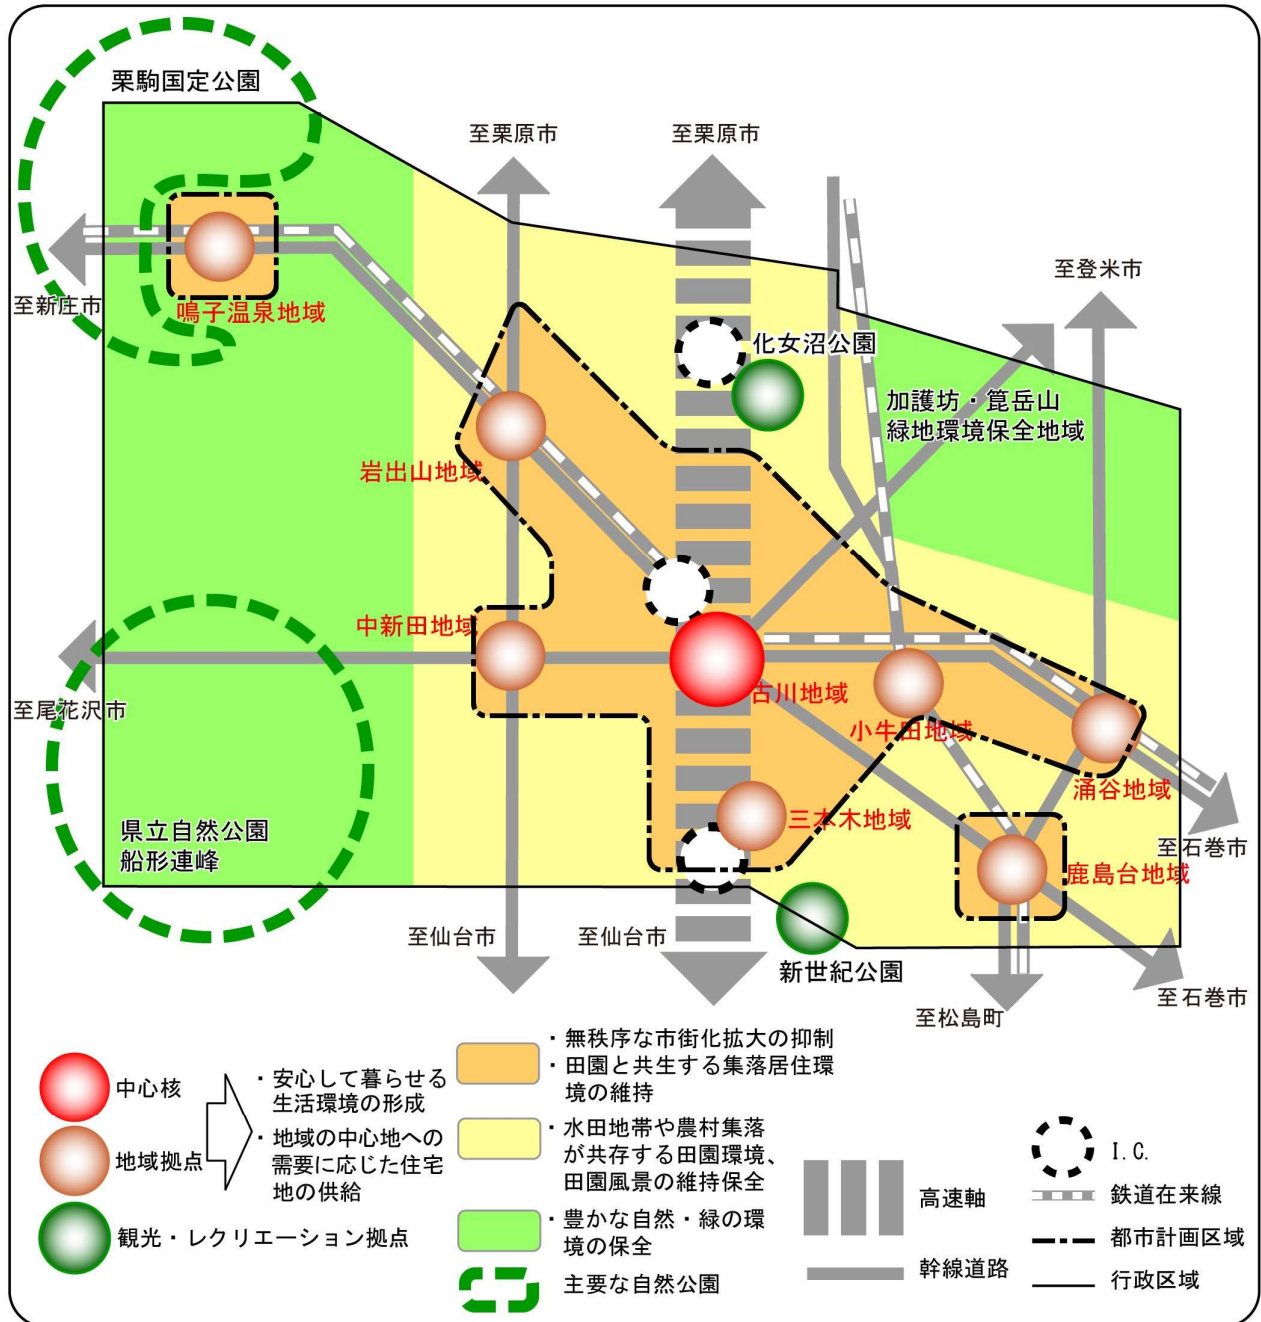 栗駒国定公園
至栗原市
至栗原市
至登米市
至新庄市
鳴子温泉地域
化女沼公園
加護坊・箟岳山
緑地環境保全地域
岩出山地域
中新田地域
古川地域
至尾花沢市
小牛田地域
涌谷地域
三本木地域
県立自然公園
船形連峰
至石巻市
鹿島台地域
至仙台市
至仙台市
新世紀公園
至石巻市
至松島町
中心核
地域拠点
観光・レクリエーション拠点
・安心して暮らせる
生活環境の形成
・地域の中心地への
需要に応じた住宅
地の供給
・無秩序な市街化拡大の抑制
・田園と共生する集落居住環
境の維持
・水田地帯や農村集落
が共存する田園環境、
田園風景の維持保全
・豊かな自然・緑の環
境の保全
主要な自然公園
高速軸
幹線道路
I.C.
鉄道在来線
都市計画区域
行政区域